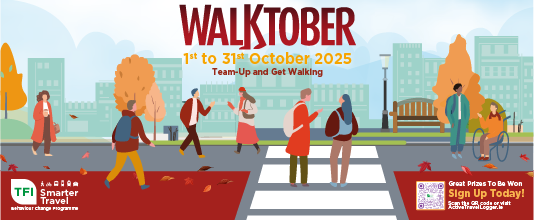 WALKTOBER
1st to 31st October 2025
Team-Up and Get Walking
TFI
Smarter
Travel
Behaviour Change Programme
Great Prizes To Be Won
Sign Up Today!
Scan the QR code or visit
ActiveTravelLogger.ie